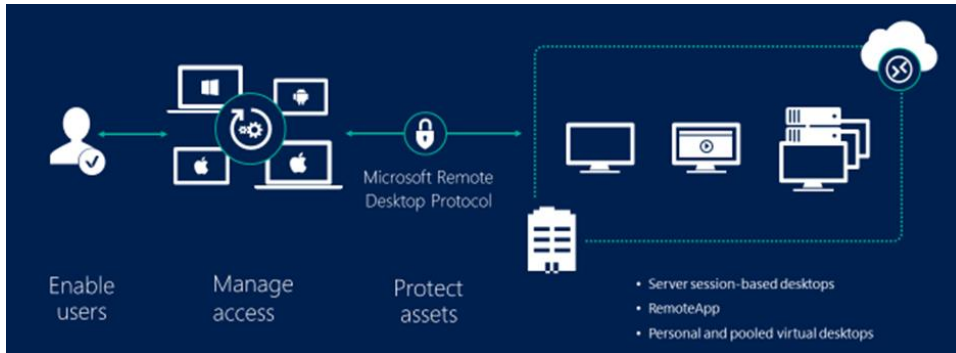 Microsoft Remote
Desktop Protocol
Enable
users
Manage
access
Protect
assets
• Server session-based desktops
• RemoteApp
• Personal and pooled virtual desktops